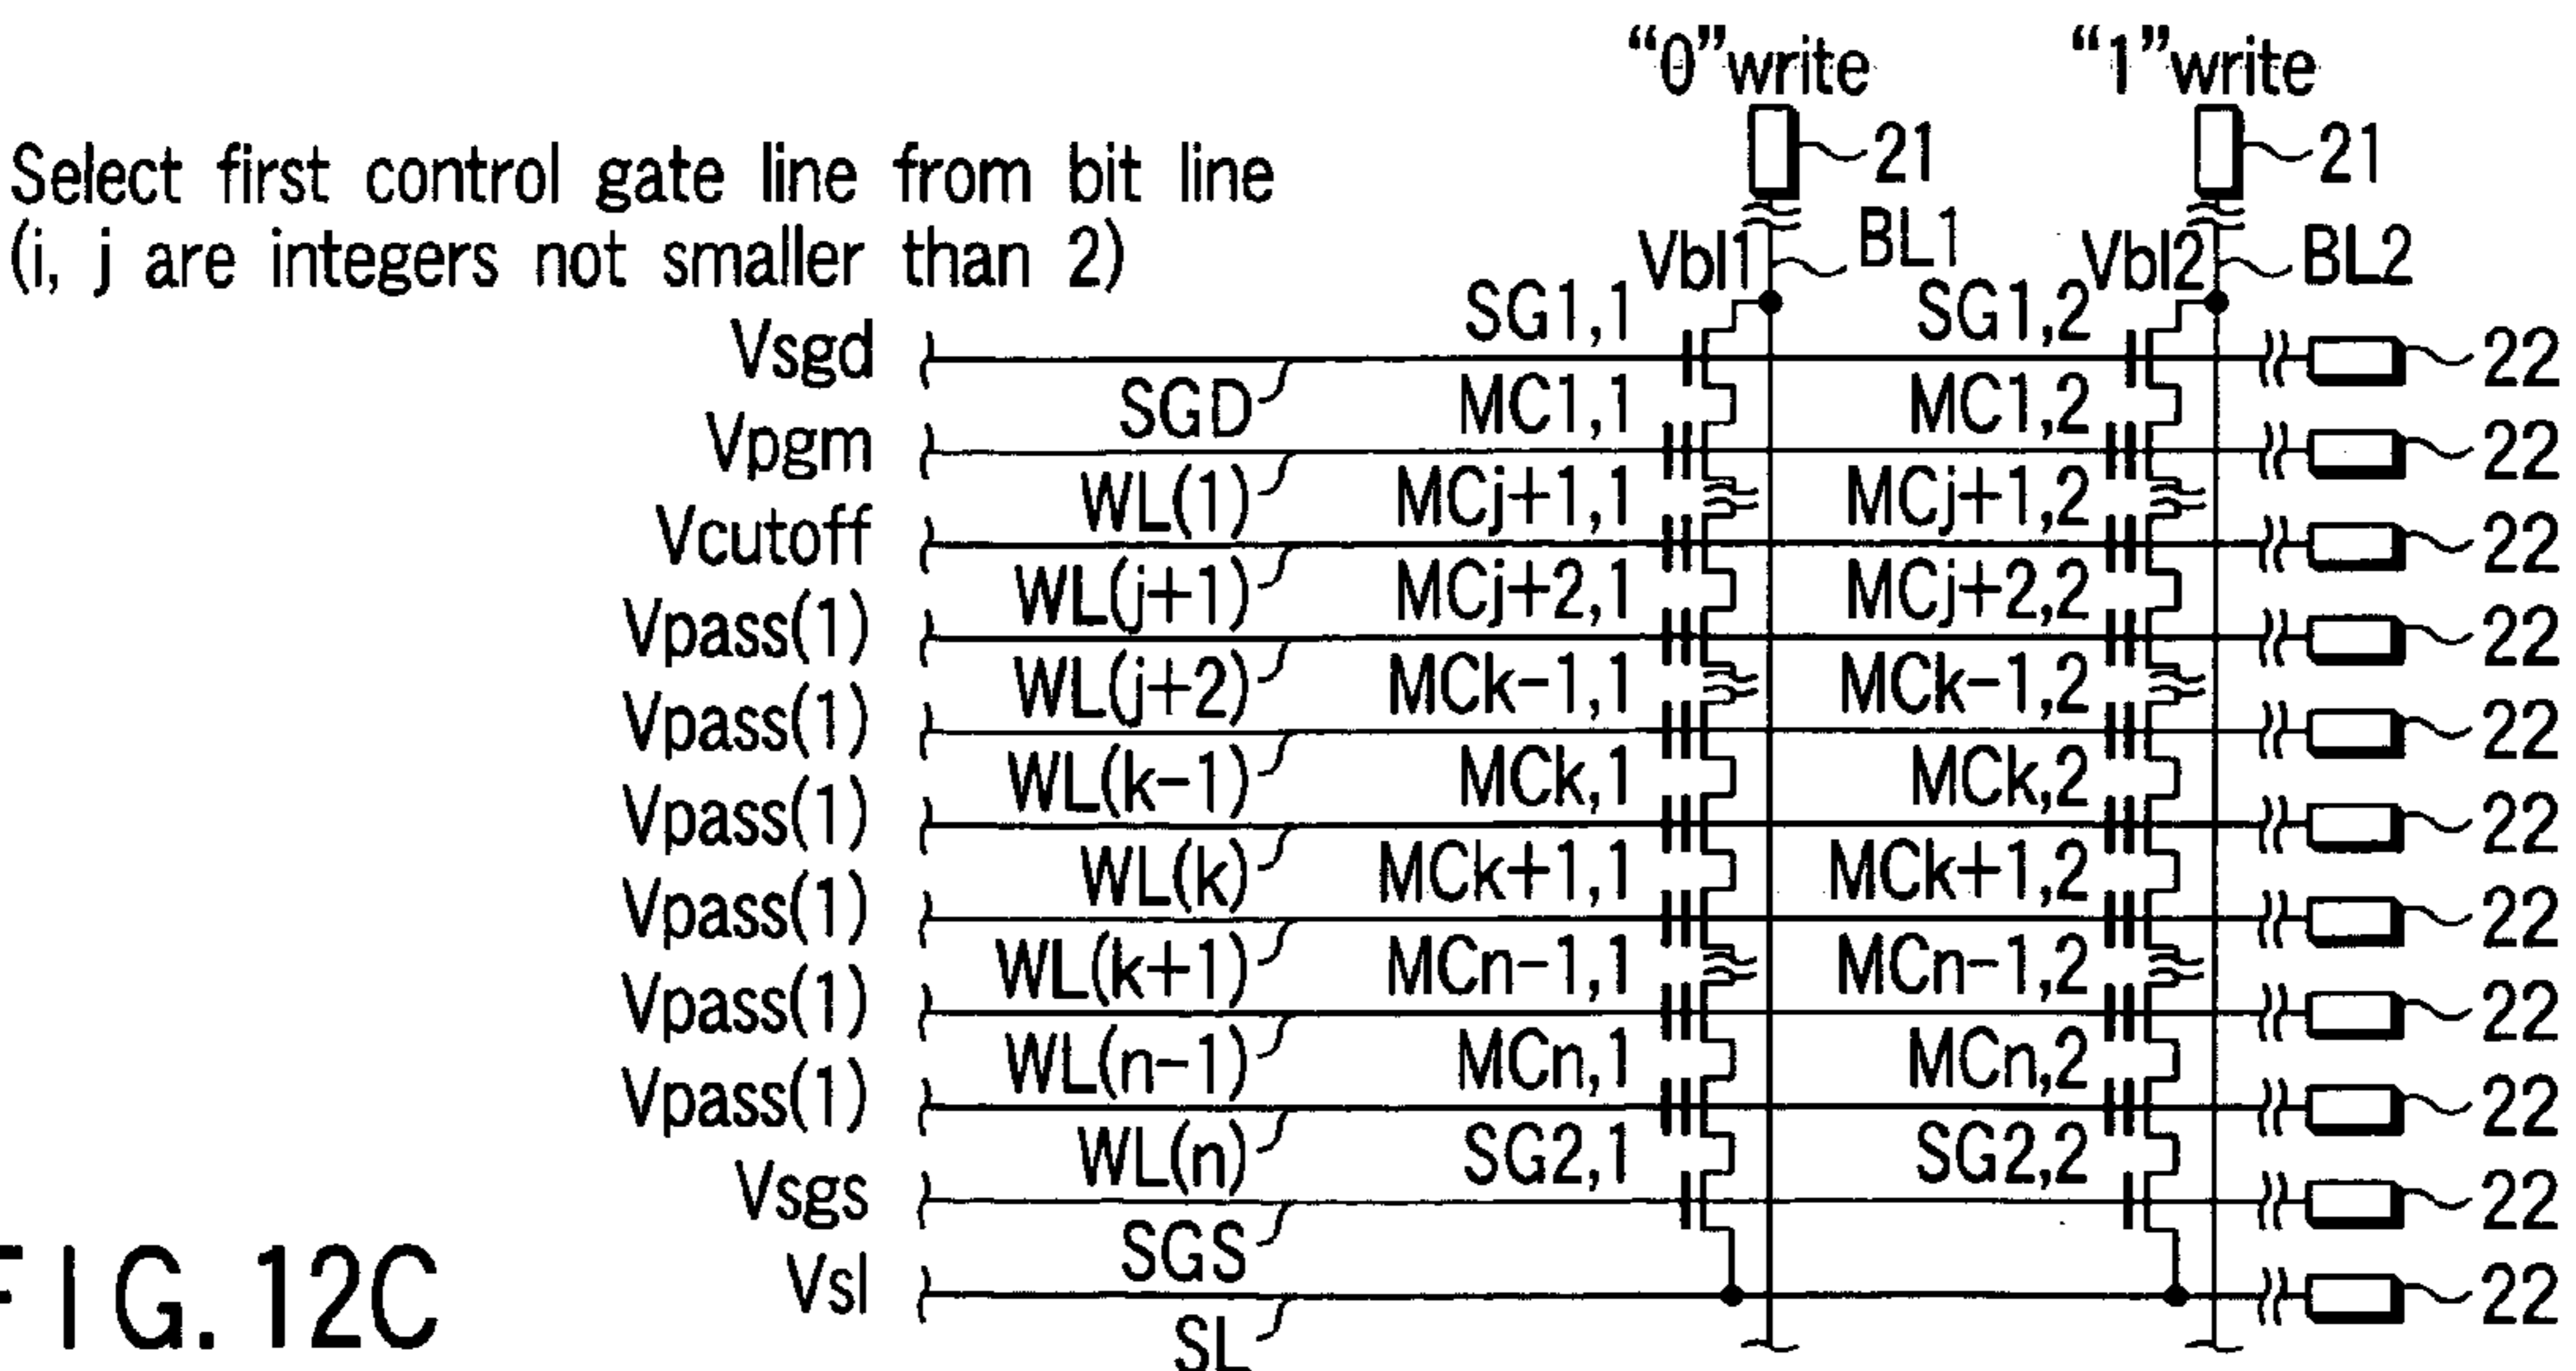 “0”write “1”write
21 21
Select first control gate line from bit line
(i, j are integers not smaller than 2)
Vbl1 BL1 Vbl2 BL2
SG1,1 SG1,2
Vsgd 22
SGD MC1,1 MC1,2
Vpgm 22
WL(1) MCj+1,1 MCj+1,2
Vcutoff 22
WL(j+1) MCj+2,1 MCj+2,2
Vpass(1) 22
WL(j+2) MCk-1,1 MCk-1,2
Vpass(1) 22
WL(k-1) MCk,1 MCk,2
Vpass(1) 22
WL(k) MCk+1,1 MCk+1,2
Vpass(1) 22
WL(k+1) MCn-1,1 MCn-1,2
Vpass(1) 22
WL(n-1) MCn,1 MCn,2
Vpass(1) 22
WL(n) SG2,1 SG2,2
Vsgs 22
SGS
Vsl 22
SL
FIG. 12C